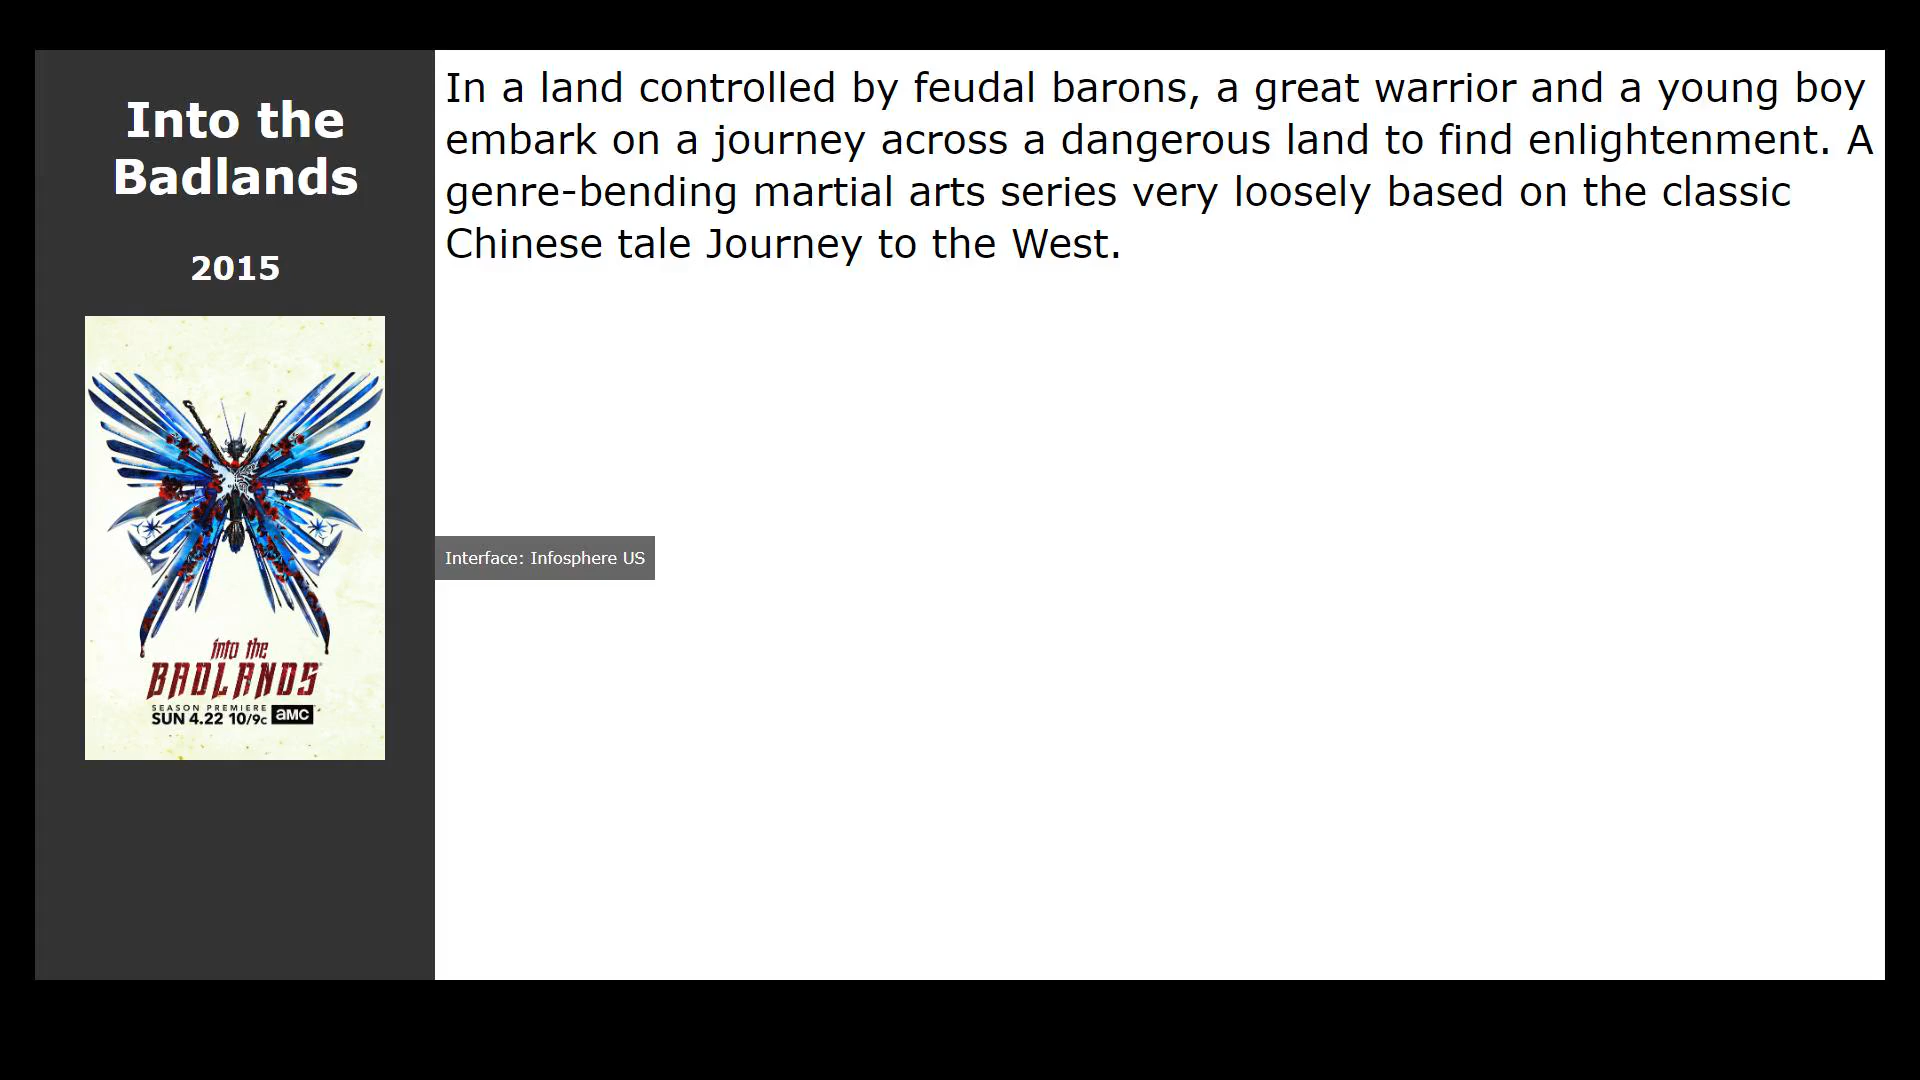 Into the
Badlands
2015
into the
BADLANDS
SEASON PREMIERE
SUN 4.22 10/9c aMC
In a land controlled by feudal barons, a great warrior and a young boy
embark on a journey across a dangerous land to find enlightenment. A
genre-bending martial arts series very loosely based on the classic
Chinese tale Journey to the West.
Interface: Infosphere US